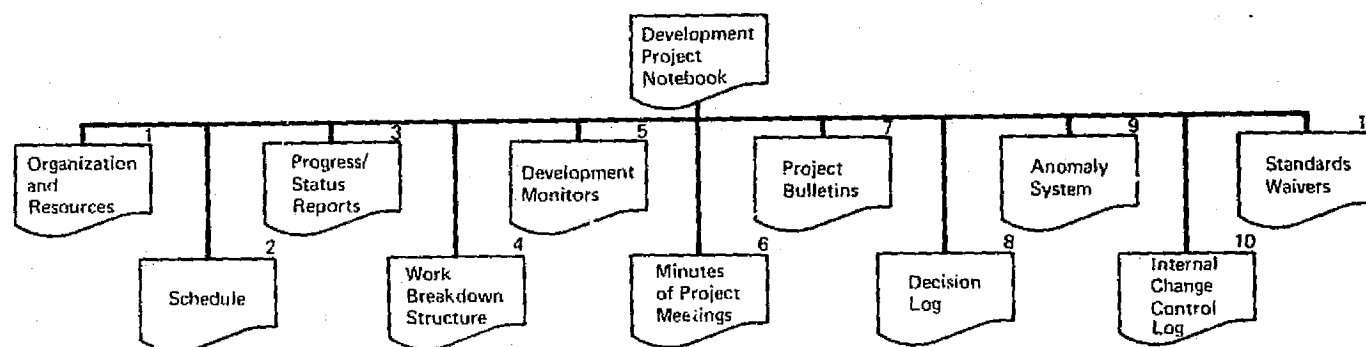 Development
Project
Notebook
1
Organization
and
Resources
2
Schedule
3
Progress/
Status
Reports
4
Work
Breakdown
Structure
5
Development
Monitors
6
Minutes
of Project
Meetings
7
Project
Bulletins
8
Decision
Log
9
Anomaly
System
10
Internal
Change
Control
Log
Standards
Waivers